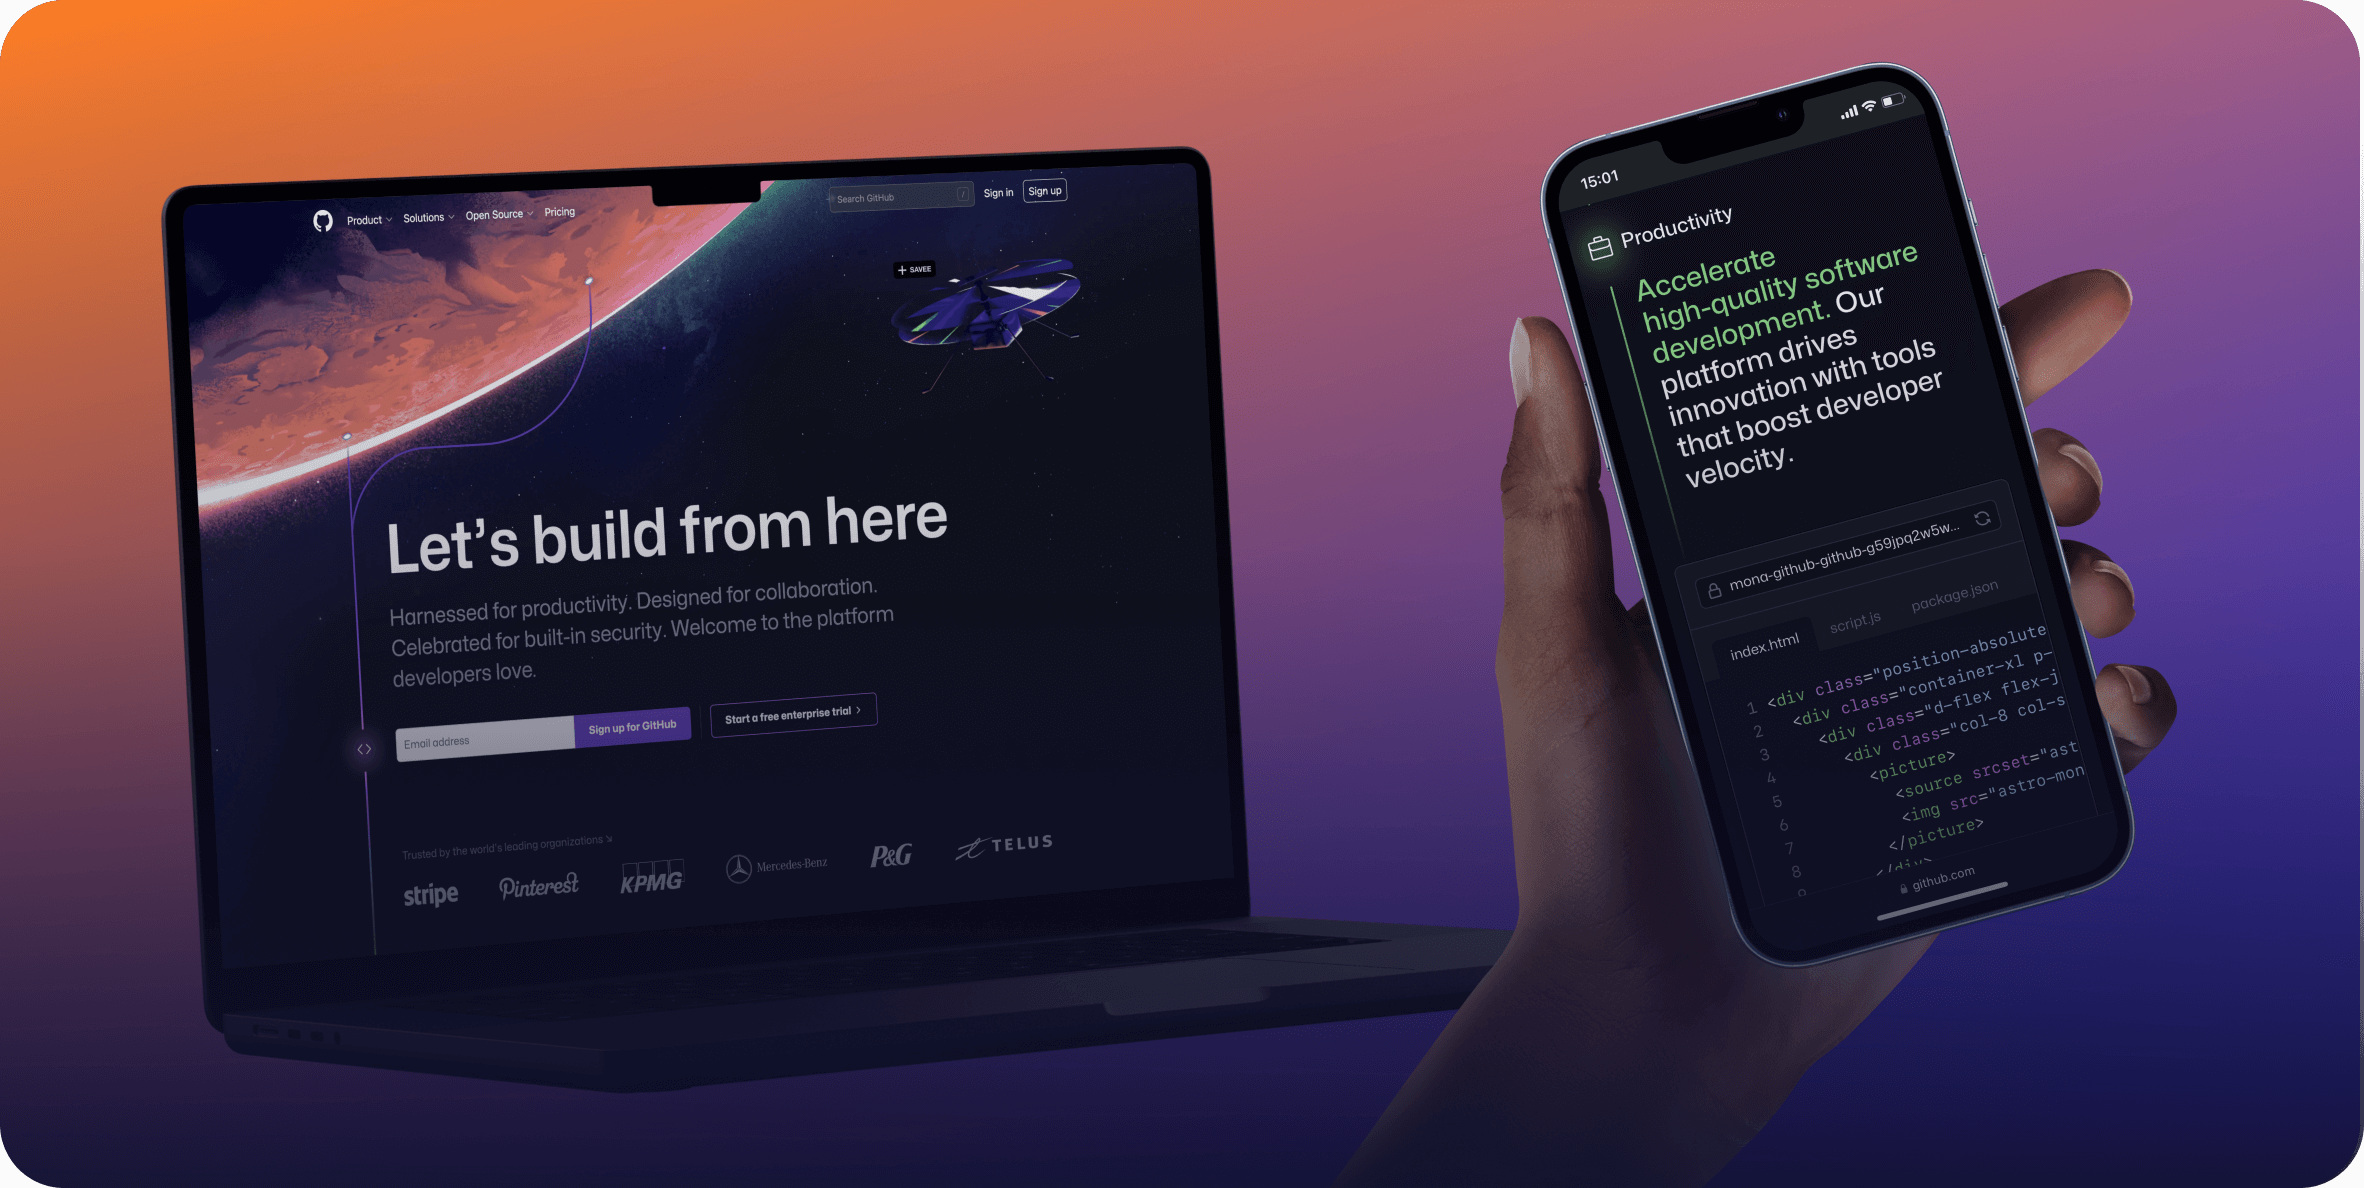 Product
Solutions
Open Source
Pricing
Search GitHub
/
Sign in
Sign up
+ SAVEE
Let's build from here
Harnessed for productivity. Designed for collaboration.
Celebrated for built-in security. Welcome to the platform
developers love.
Email address
Sign up for GitHub
Start a free enterprise trial
Trusted by the world's leading organizations
stripe
Pinterest
KPMG
Mercedes-Benz
P&G
TELUS
15:01
Productivity
Accelerate
high-quality software
development. Our
platform drives
innovation with tools
that boost developer
velocity.
mona-github-github-g59jpq2w5w...
index.html
script.js
package.json
1 <div class="position-absolute
2 <div class="container-xl p-
3 <div class="d-flex flex-j
4 <div class="col-8 col-s
5 <picture>
6 <source srcset="ast
7 <img src="astro-mon
8 </picture>
9 </div>
github.com